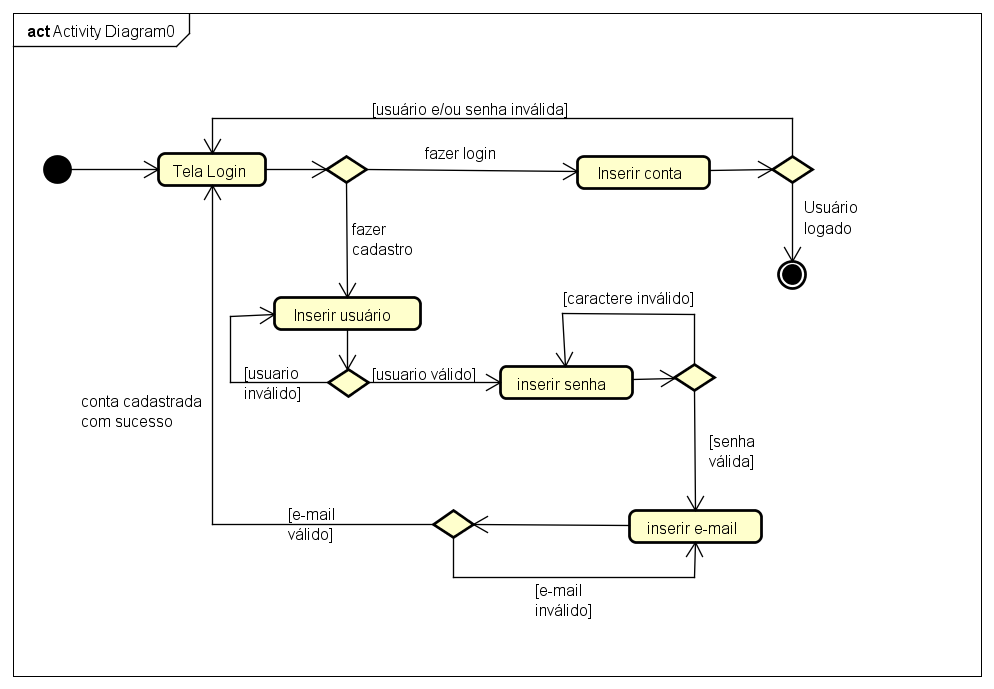 act Activity Diagram0
[usuário e/ou senha inválida]
fazer login
Tela Login
Inserir conta
Usuário
logado
fazer
cadastro
[caractere inválido]
Inserir usuário
[usuario
inválido]
[usuario válido]
inserir senha
conta cadastrada
com sucesso
[senha
válida]
[e-mail
válido]
inserir e-mail
[e-mail
inválido]